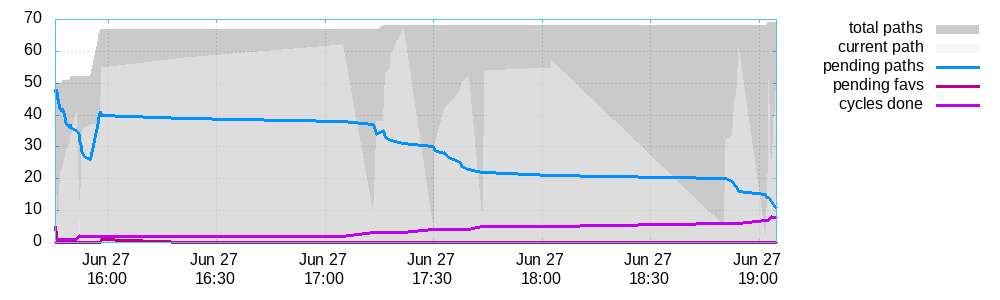 70
60
50
40
30
20
10
0
Jun 27
16:00
Jun 27
16:30
Jun 27
17:00
Jun 27
17:30
Jun 27
18:00
Jun 27
18:30
Jun 27
19:00
total paths
current path
pending paths
pending favs
cycles done